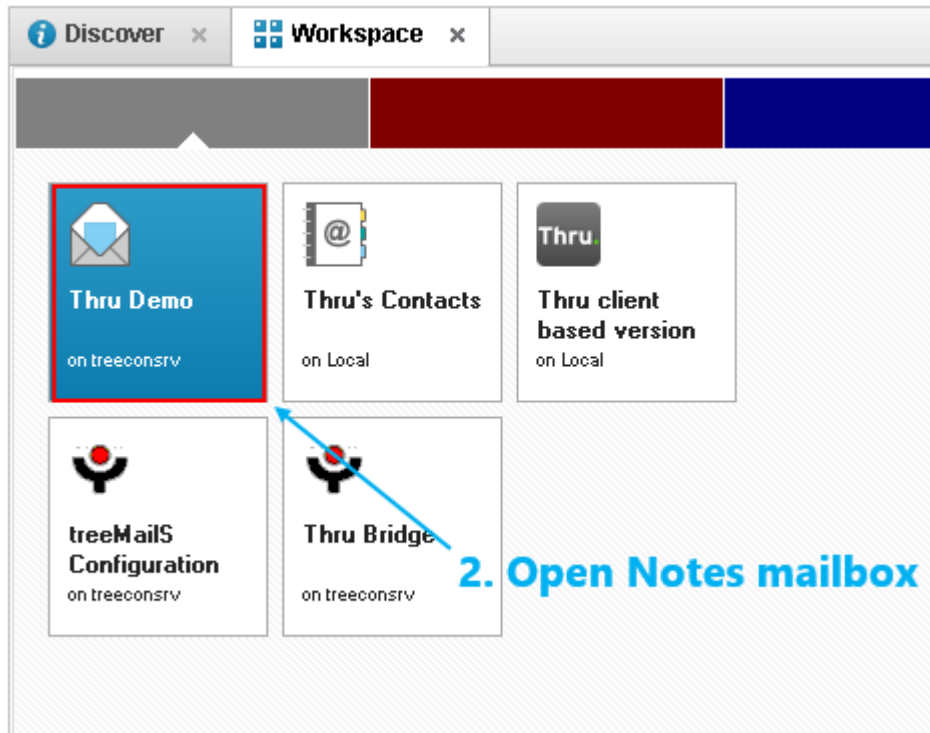 Discover
Workspace
@
Thru.
Thru Demo
on treeconsrv
Thru's Contacts
on Local
Thru client
based version
on Local
treeMailS
Configuration
on treeconsrv
Thru Bridge
on treeconsrv
2. Open Notes mailbox